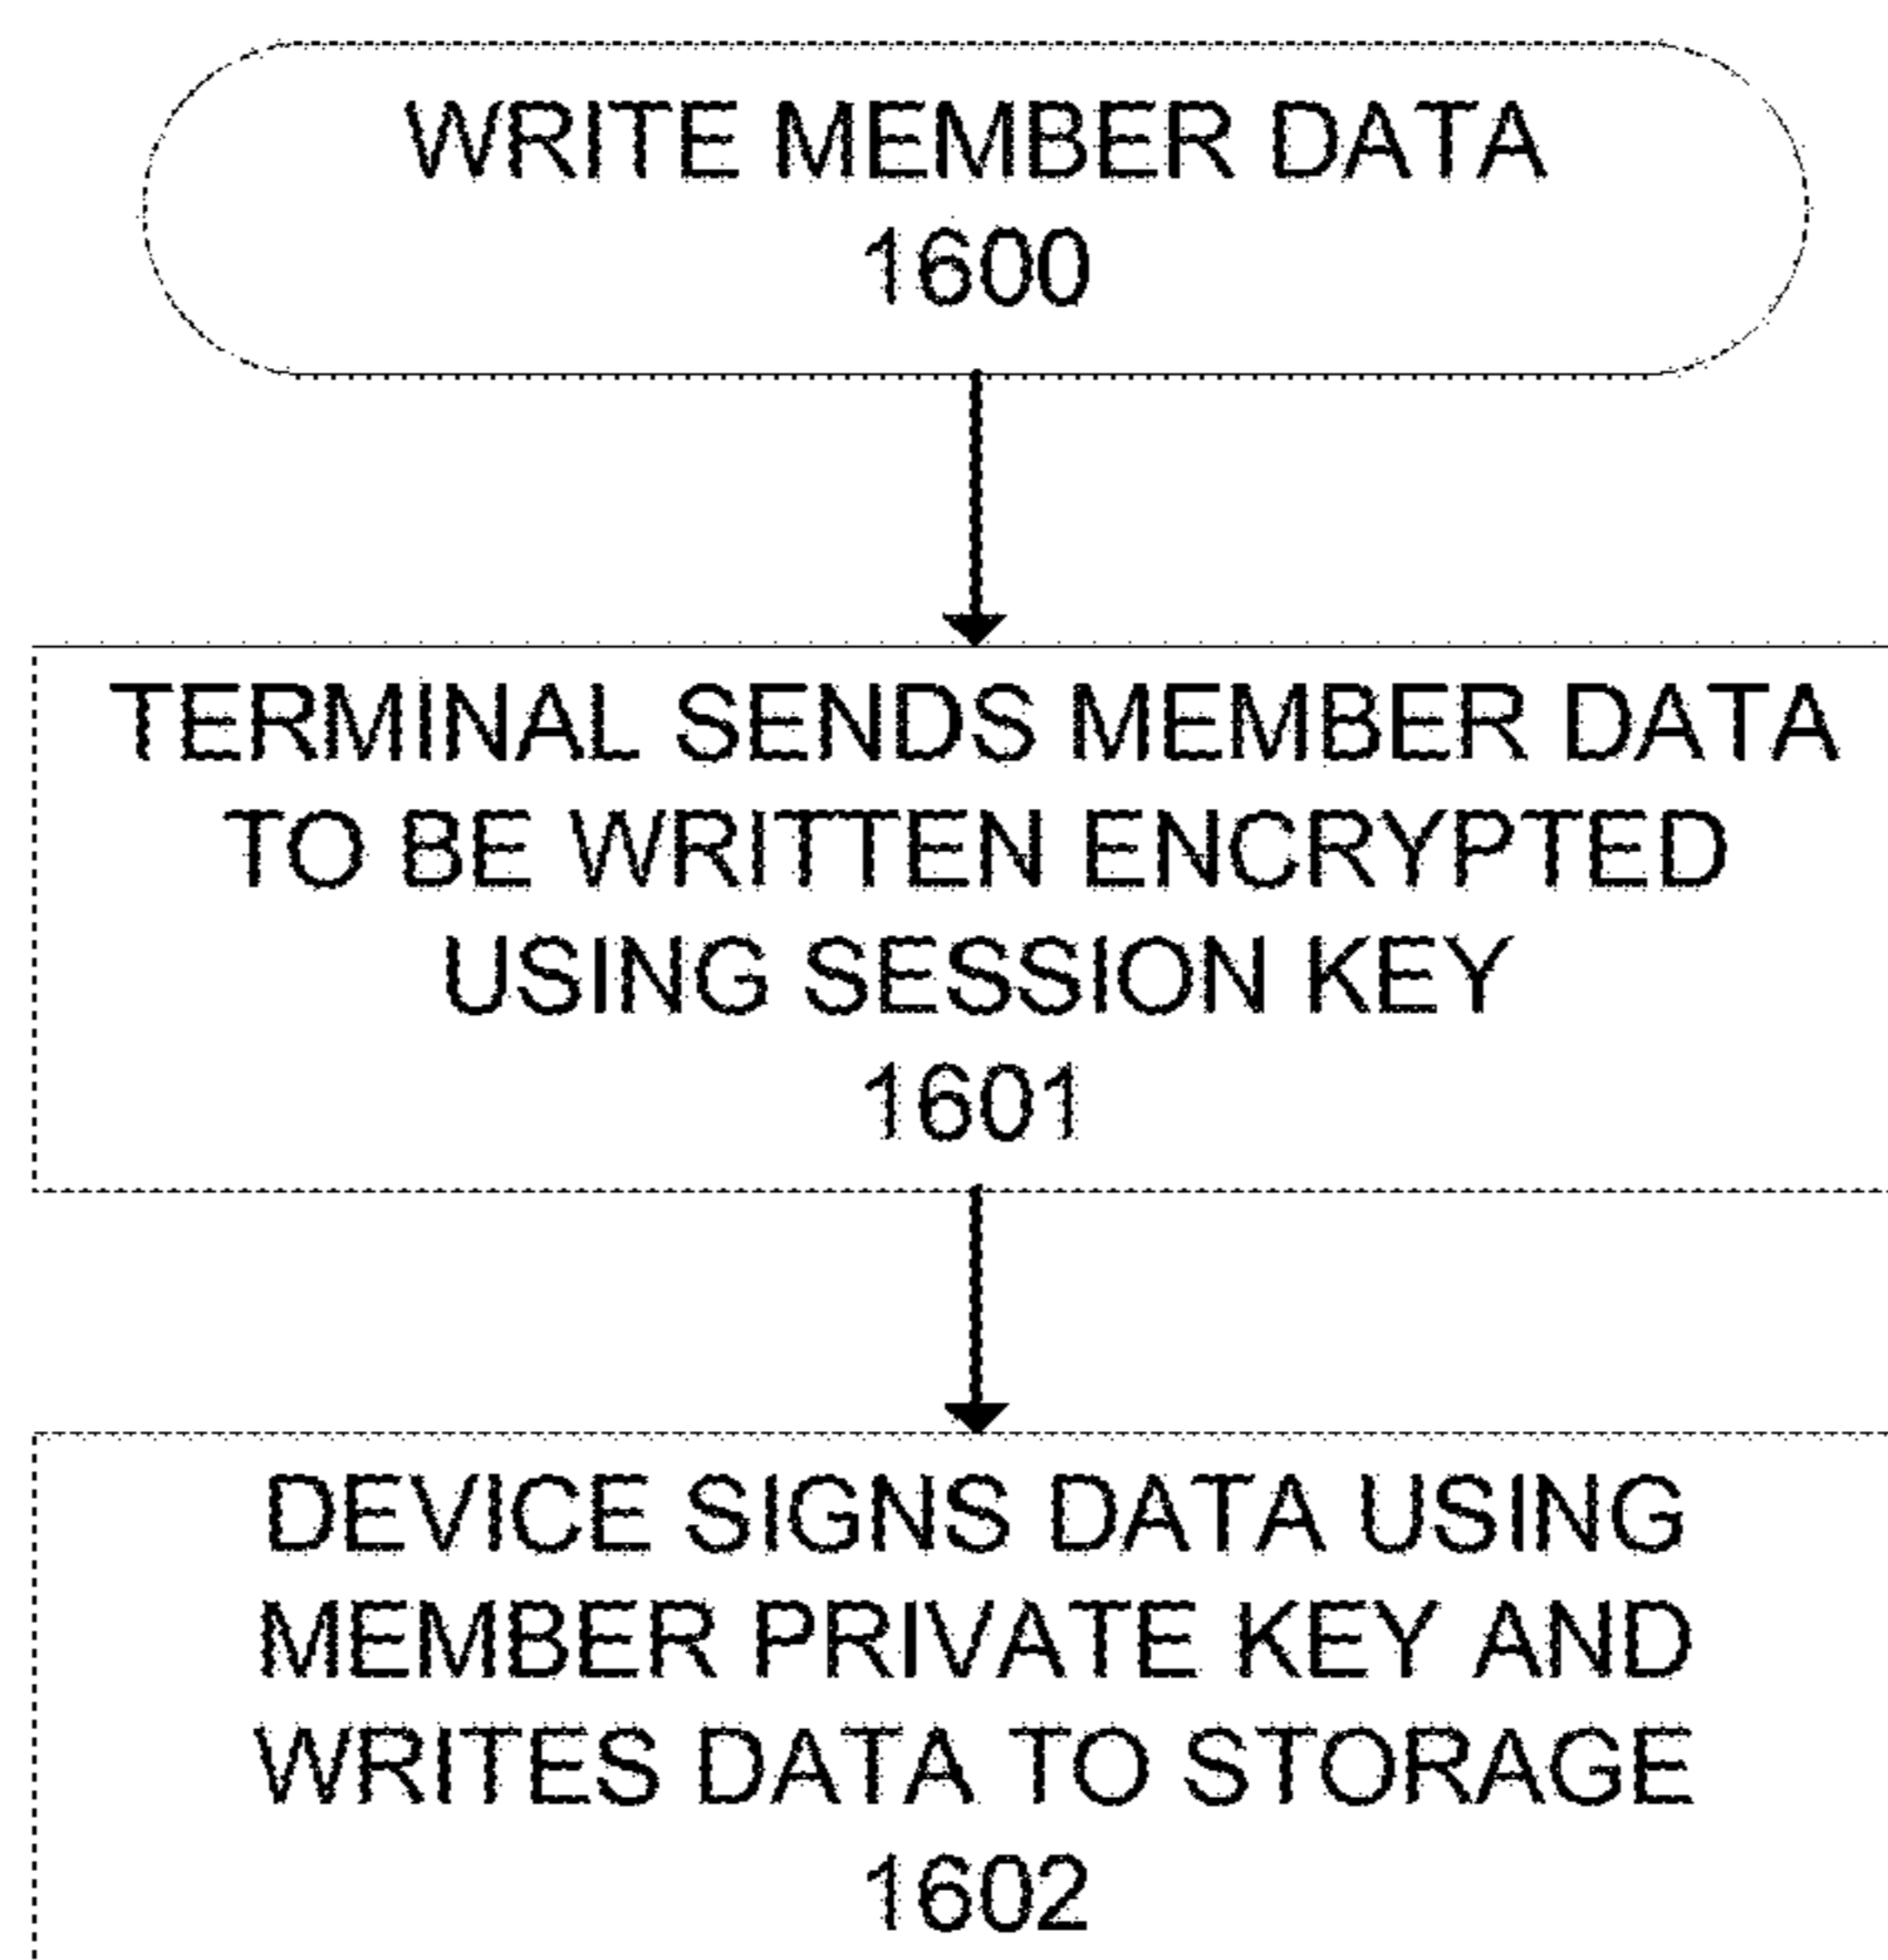 WRITE MEMBER DATA
1600
TERMINAL SENDS MEMBER DATA
TO BE WRITTEN ENCRYPTED
USING SESSION KEY
1601
DEVICE SIGNS DATA USING
MEMBER PRIVATE KEY AND
WRITES DATA TO STORAGE
1602